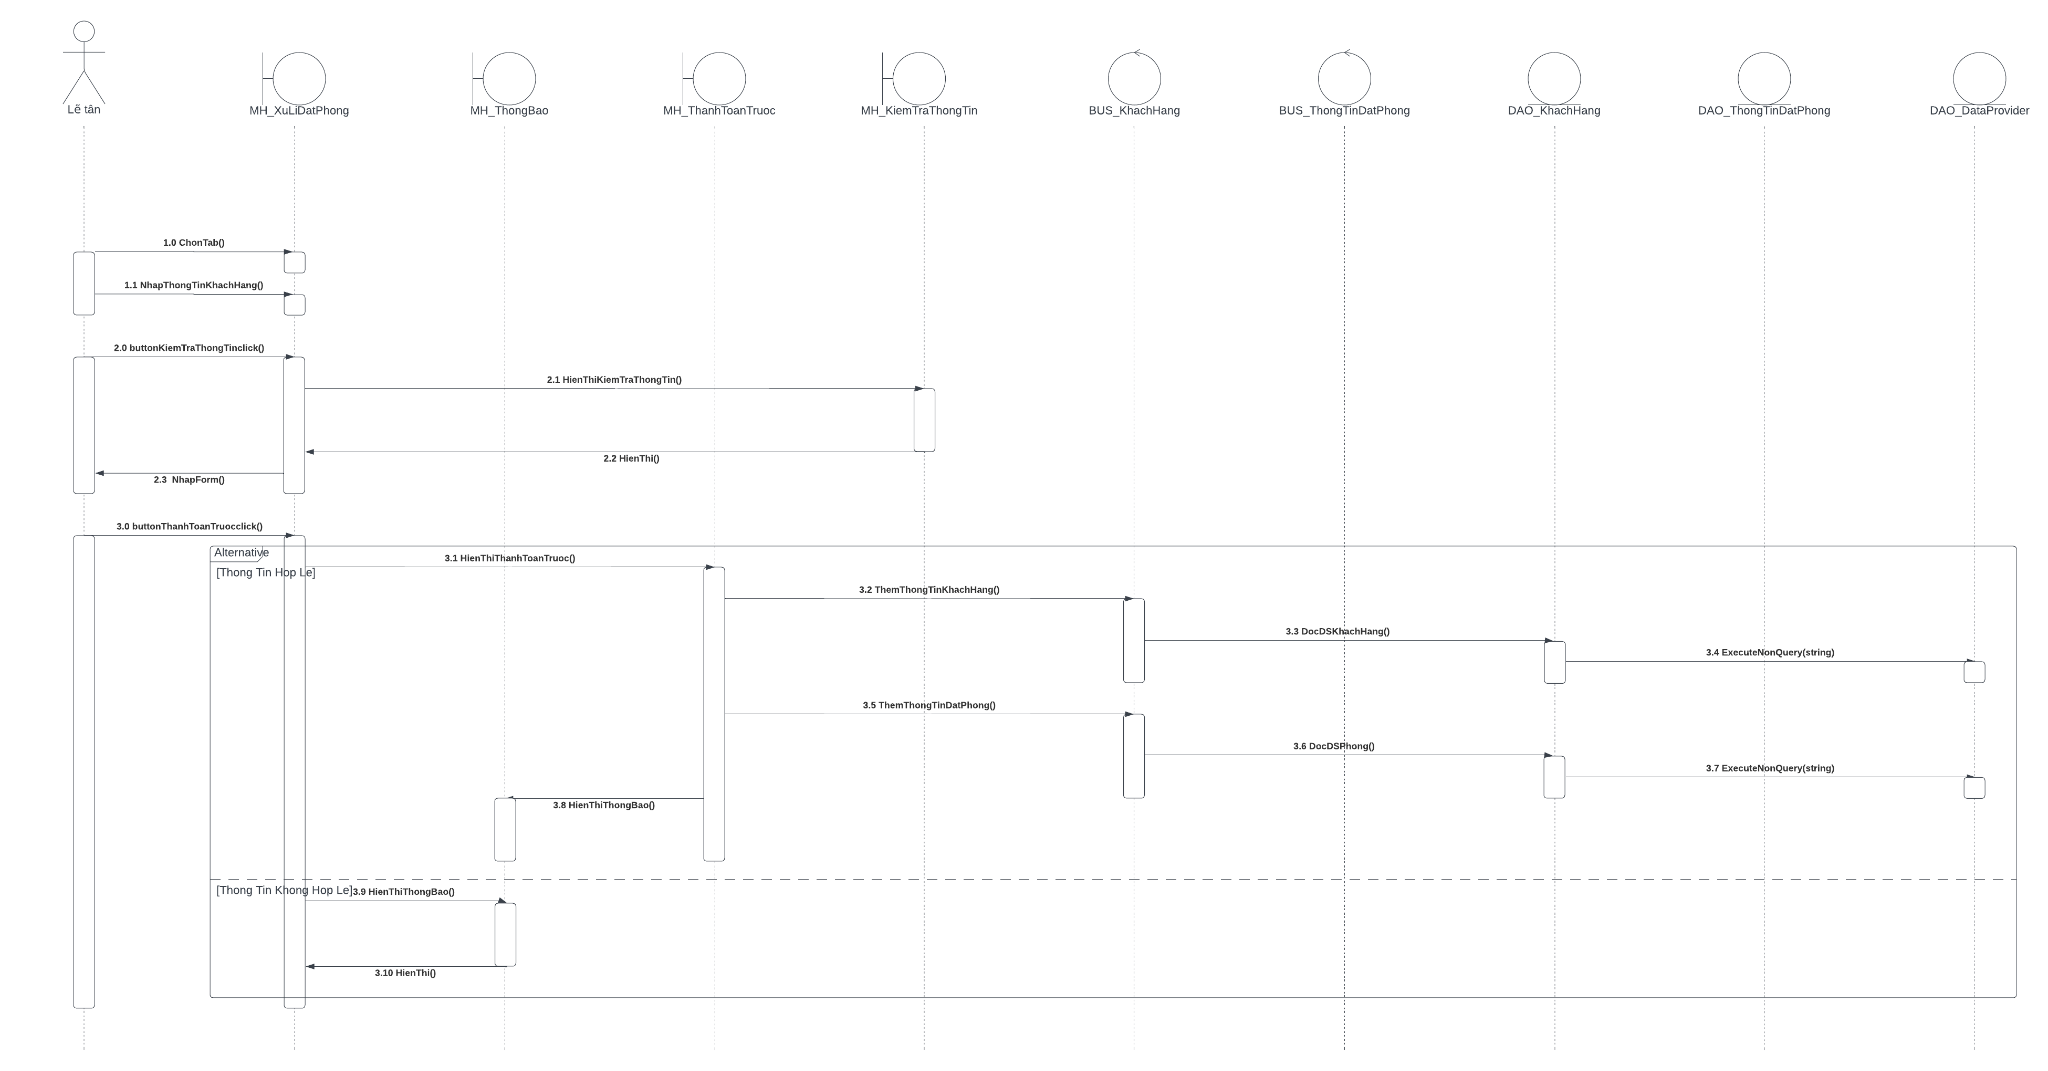 Lễ tân
MH_XuLiDatPhong
MH_ThongBao
MH_ThanhToanTruoc
MH_KiemTraThongTin
BUS_KhachHang
BUS_ThongTinDatPhong
DAO_KhachHang
DAO_ThongTinDatPhong
DAO_DataProvider
1.0 ChonTab()
1.1 NhapThongTinKhachHang()
2.0 buttonKiemTraThongTinclick()
2.1 HienThiKiemTraThongTin()
2.2 HienThi()
2.3 NhapForm()
3.0 buttonThanhToanTruocclick()
Alternative
3.1 HienThiThanhToanTruoc()
[Thong Tin Hop Le]
3.2 ThemThongTinKhachHang()
3.3 DocDSKhachHang()
3.4 ExecuteNonQuery(string)
3.5 ThemThongTinDatPhong()
3.6 DocDSPhong()
3.7 ExecuteNonQuery(string)
3.8 HienThiThongBao()
[Thong Tin Khong Hop Le]
3.9 HienThiThongBao()
3.10 HienThi()